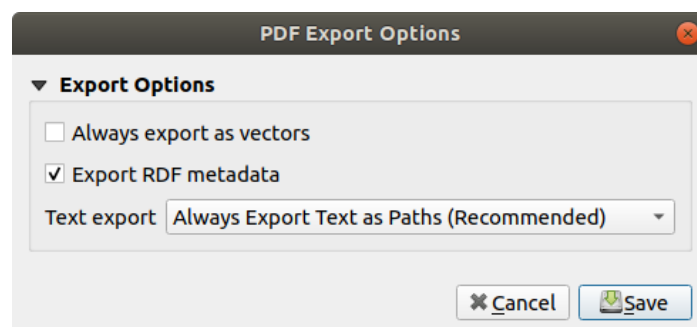 PDF Export Options
Export Options
Always export as vectors
Export RDF metadata
Text export Always Export Text as Paths (Recommended)
Cancel Save